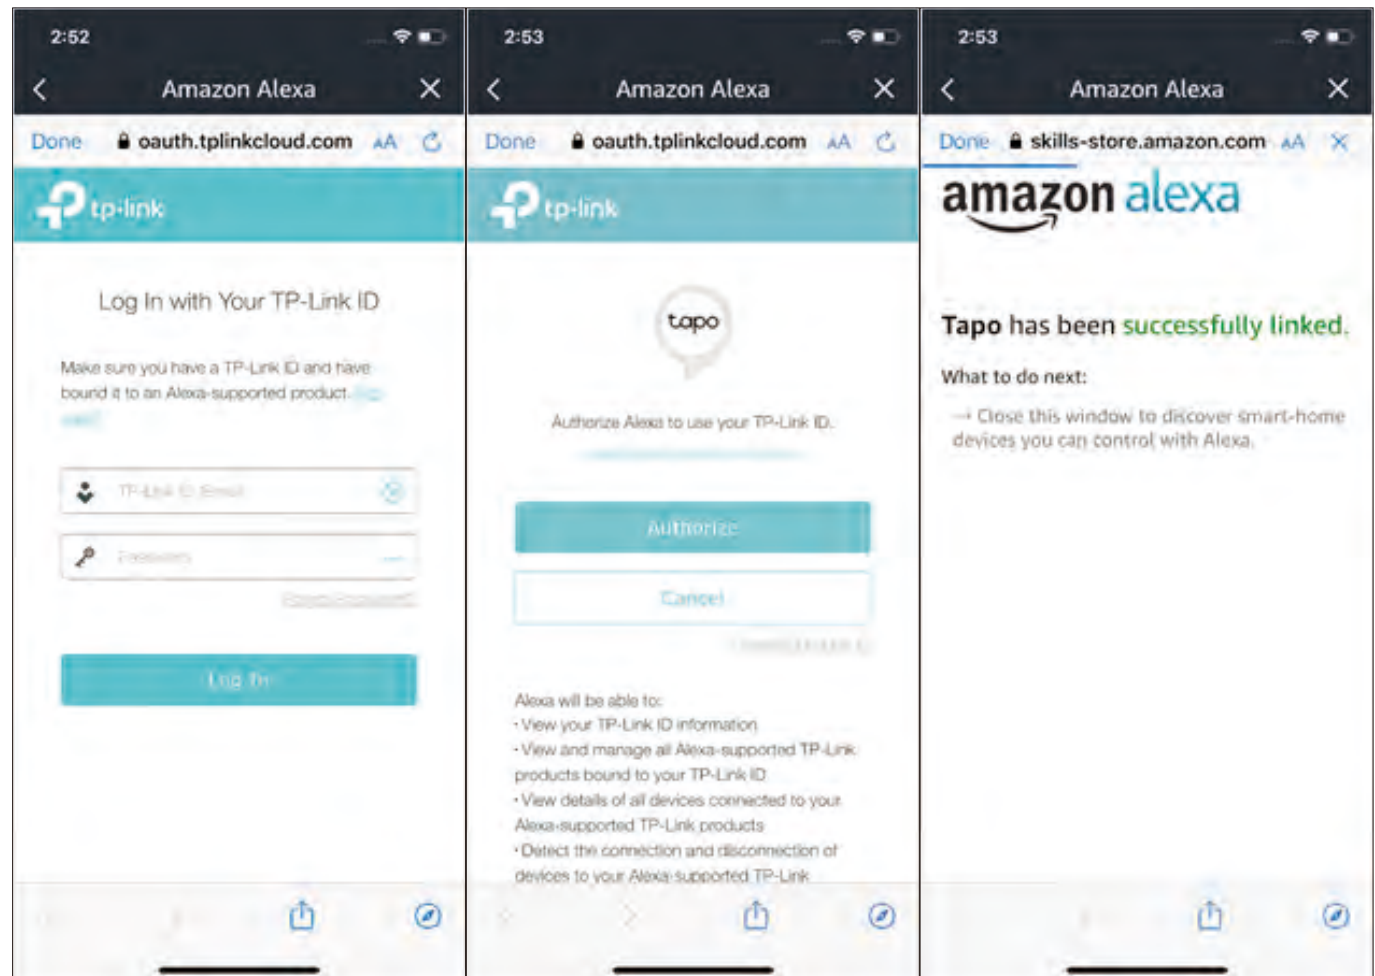 2:52
Amazon Alexa
Done
oauth.tplinkcloud.com
AA
tp-link
Log In with Your TP-Link ID
Make sure you have a TP-Link ID and have
bound it to an Alexa-supported product.
TP-Link ID Email
Password
Log In
2:53
Amazon Alexa
Done
oauth.tplinkcloud.com
AA
tp-link
tapo
Authorize Alexa to use your TP-Link ID.
Authorize
Cancel
Alexa will be able to:
· View your TP-Link ID information
· View and manage all Alexa-supported TP-Link
products bound to your TP-Link ID
· View details of all devices connected to your
Alexa-supported TP-Link products
· Detect the connection and disconnection of
devices to your Alexa-supported TP-Link
2:53
Amazon Alexa
Done
skills-store.amazon.com
AA
amazon alexa
Tapo has been successfully linked.
What to do next:
→ Close this window to discover smart-home
devices you can control with Alexa.